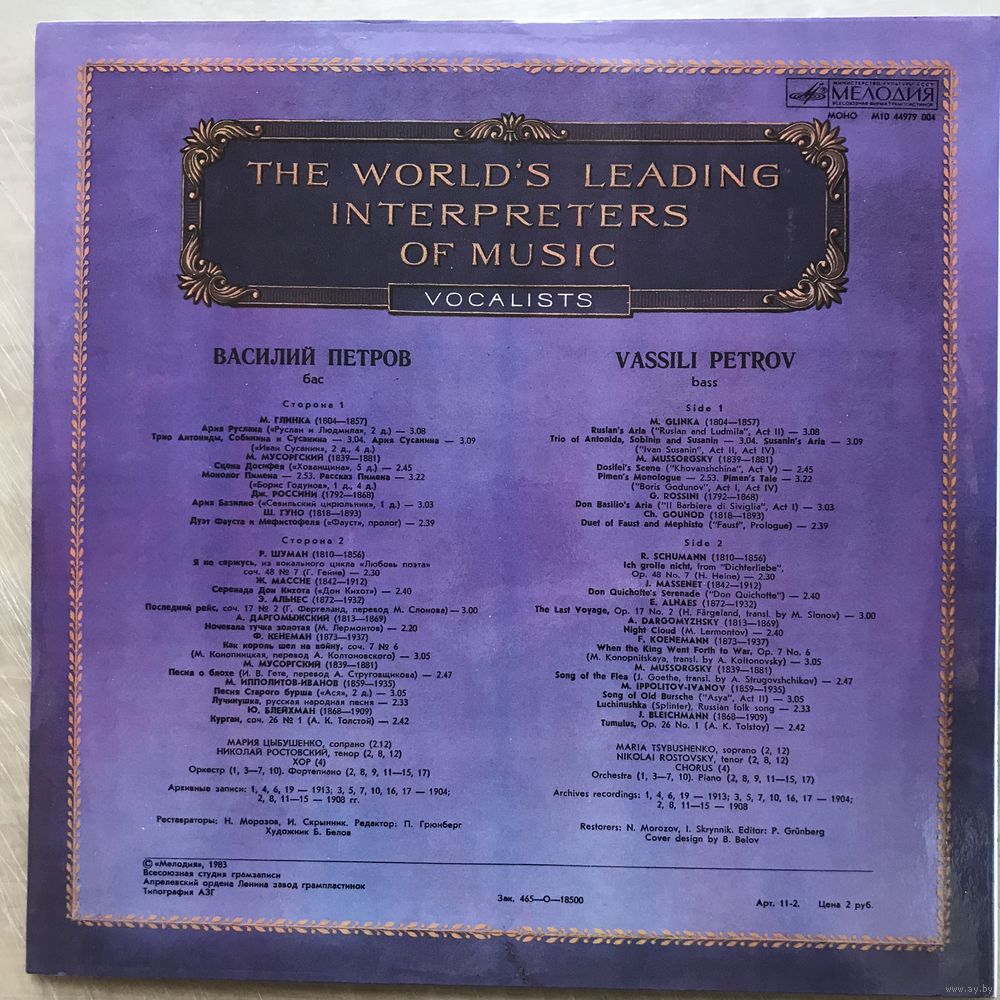 МИНИСТЕРСТВО КУЛЬТУРЫ СССР
МЕЛОДИЯ
ВСЕСОЮЗНАЯ ФИРМА ГРАМПЛАСТИНОК
МОНО М10 44979 004
THE WORLD'S LEADING
INTERPRETERS
OF MUSIC
VOCALISTS
ВАСИЛИЙ ПЕТРОВ
бас
Сторона 1
М. ГЛИНКА (1804—1857)
Ария Руслана («Руслан и Людмила», 2 д.) — 3.08
Трио Антониды, Собинина и Сусанина — 3.04. Ария Сусанина — 3.09
(«Иван Сусанин», 2 д., 4 д.)
М. МУСОРГСКИЙ (1839—1881)
Сцена Досифея («Хованщина», 5 д.) — 2.45
Монолог Пимена — 2.53. Рассказ Пимена — 3.22
(«Борис Годунов», 1 д., 4 д.)
Дж. РОССИНИ (1792—1868)
Ария Базилио («Севильский цирюльник», 1 д.) — 3.03
Ш. ГУНО (1818—1893)
Дуэт Фауста и Мефистофеля («Фауст», пролог) — 2.39
Сторона 2
Р. ШУМАН (1810—1856)
Я не сержусь, из вокального цикла «Любовь поэта»
соч. 48 № 7 (Г. Гейне) — 2.30
Ж. МАССНЕ (1842—1912)
Серенада Дон Кихота («Дон Кихот») — 2.40
Э. АЛЬНЕС (1872—1932)
Последний рейс, соч. 17 № 2 (Г. Фергеланд, перевод М. Слонова) — 3.00
А. ДАРГОМЫЖСКИЙ (1813—1869)
Ночевала тучка золотая (М. Лермонтов) — 2.20
Ф. КЕНЕМАН (1873—1937)
Как король шел на войну, соч. 7 № 6
(М. Конопницкая, перевод А. Колтоновского) — 3.05
М. МУСОРГСКИЙ (1839—1881)
Песня о блохе (И. В. Гете, перевод А. Струговщикова) — 2.47
М. ИППОЛИТОВ-ИВАНОВ (1859—1935)
Песня Старого бурша («Ася», 2 д.) — 3.05
Лучинушка, русская народная песня — 2.33
Ю. БЛЕЙХМАН (1868—1909)
Курган, соч. 26 № 1 (А. К. Толстой) — 2.42
МАРИЯ ЦЫБУШЕНКО, сопрано (2.12)
НИКОЛАЙ РОСТОВСКИЙ, тенор (2, 8, 12)
ХОР (4)
Оркестр (1, 3—7, 10). Фортепиано (2, 8, 9, 11—15, 17)
Архивные записи: 1, 4, 6, 19 — 1913; 3, 5, 7, 10, 16, 17 — 1904;
2, 8, 11—15 — 1908 гг.
Реставраторы: Н. Морозов, И. Скрынник. Редактор: П. Грюнберг
Художник Б. Белов
VASSILI PETROV
bass
Side 1
M. GLINKA (1804—1857)
Ruslan's Aria ("Ruslan and Ludmila", Act II) — 3.08
Trio of Antonida, Sobinin and Susanin — 3.04. Susanin's Aria — 3.09
("Ivan Susanin", Act II, Act IV)
M. MUSSORGSKY (1839—1881)
Dosifei's Scene ("Khovanshchina", Act V) — 2.45
Pimen's Monologue — 2.53. Pimen's Tale — 3.22
("Boris Godunov", Act I, Act IV)
G. ROSSINI (1792—1868)
Don Basilio's Aria ("Il Barbiere di Siviglia", Act I) — 3.03
Ch. GOUNOD (1818—1893)
Duet of Faust and Mephisto ("Faust", Prologue) — 2.39
Side 2
R. SCHUMANN (1810—1856)
Ich grolle nicht, from "Dichterliebe",
Op. 48 No. 7 (H. Heine) — 2.30
J. MASSENET (1842—1912)
Don Quichotte's Serenade ("Don Quichotte") — 2.40
E. ALNAES (1872—1932)
The Last Voyage, Op. 17 No. 2 (H. Färgeland, transl. by M. Slonov) — 3.00
A. DARGOMYZHSKY (1813—1869)
Night Cloud (M. Lermontov) — 2.40
F. KOENEMANN (1873—1937)
When the King Went Forth to War, Op. 7 No. 6
(M. Konopnitskaya, transl. by A. Koltonovsky) — 3.05
M. MUSSORGSKY (1839—1881)
Song of the Flea (J. Goethe, transl. by A. Strugovshchikov) — 2.47
M. IPPOLITOV-IVANOV (1859—1935)
Song of Old Bursche ("Asya", Act II) — 3.05
Luchinushka (Splinter), Russian folk song — 2.33
J. BLEICHMANN (1868—1909)
Tumulus, Op. 26 No. 1 (A. K. Tolstoy) — 2.42
MARIA TSYBUSHENKO, soprano (2, 12)
NIKOLAI ROSTOVSKY, tenor (2, 8, 12)
CHORUS (4)
Orchestra (1, 3—7, 10). Piano (2, 8, 9, 11—15, 17)
Archives recordings: 1, 4, 6, 19 — 1913; 3, 5, 7, 10, 16, 17 — 1904;
2, 8, 11—15 — 1908
Restorers: N. Morozov, I. Skrynnik. Editor: P. Grünberg
Cover design by B. Belov
© «Мелодия», 1983
Всесоюзная студия грамзаписи
Апрелевский ордена Ленина завод грампластинок
Типография АЗГ
Зак. 465—О—18500
Арт. 11-2. Цена 2 руб.
www.ay.by